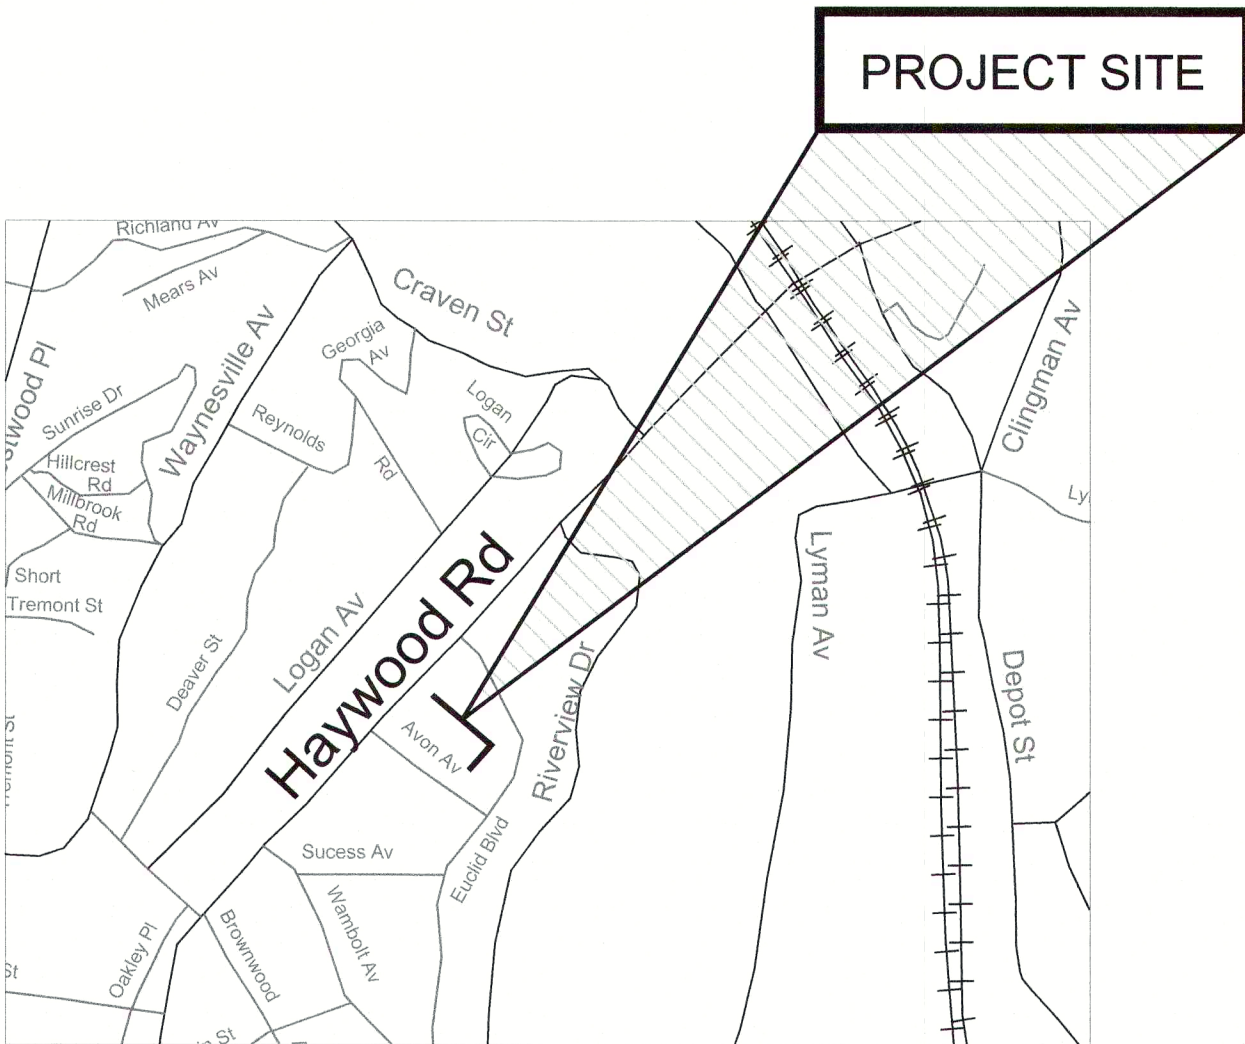 PROJECT SITE
Richland Av
Mears Av
Craven St
Waynesville Av
Georgia
Av
Clingman Av
Sunrise Dr
Reynolds
Rd
Logan
Cir
Hillcrest
Rd
Millbrook
Rd
Short
Tremont St
Deaver St
Logan Av
Haywood Rd
Avon Av
Riverview Dr
Lyman Av
Depot St
Sucess Av
Euclid Blvd
Wambolt Av
Brownwood
Oakley Pl
St
St